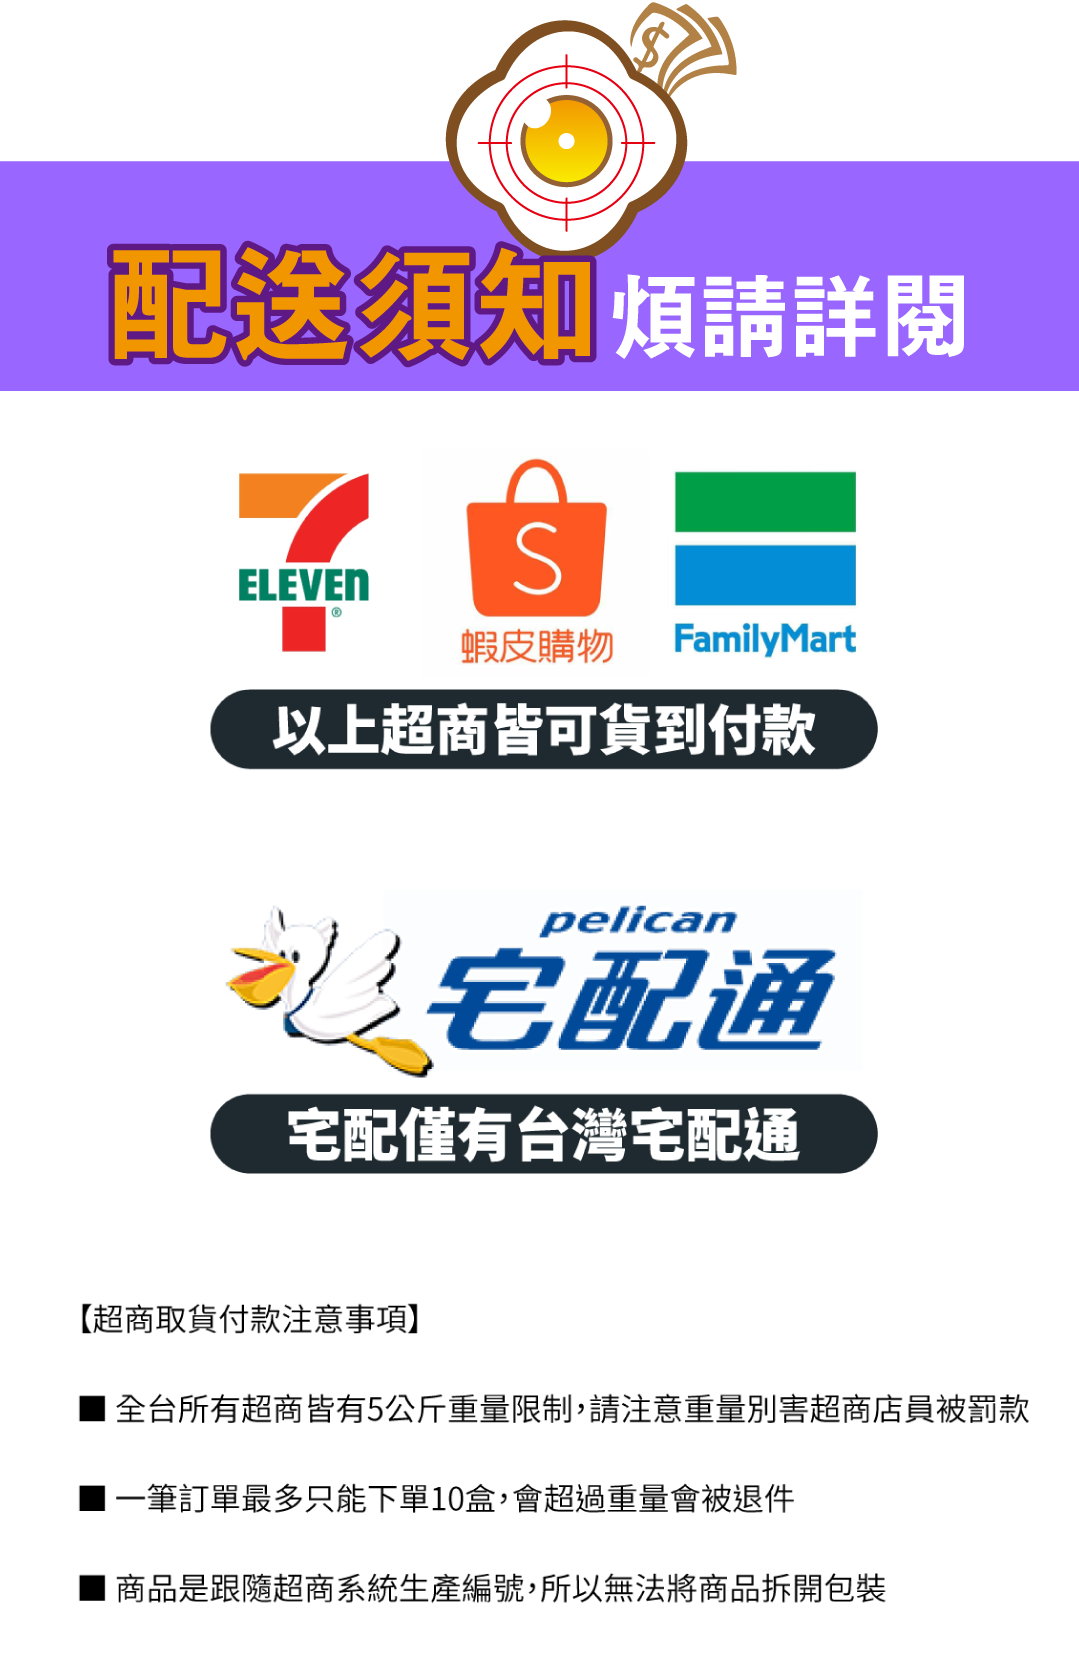 $
配送須知 煩請詳閱
ELEVEn
®
S
蝦皮購物
FamilyMart
以上超商皆可貨到付款
pelican
宅配通
宅配僅有台灣宅配通
【超商取貨付款注意事項】
■ 全台所有超商皆有5公斤重量限制，請注意重量別害超商店員被罰款
■ 一筆訂單最多只能下單10盒，會超過重量會被退件
■ 商品是跟隨超商系統生產編號，所以無法將商品拆開包裝